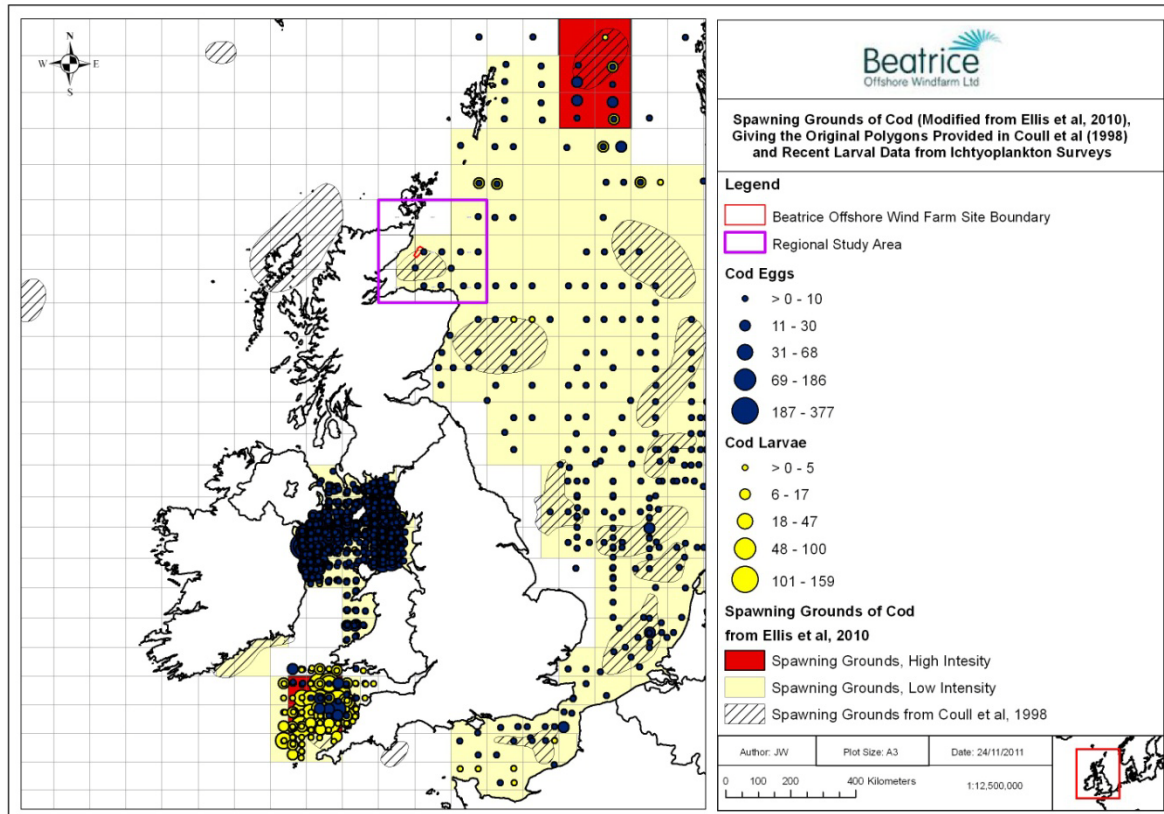 N
W E
S
Beatrice
Offshore Windfarm Ltd
Spawning Grounds of Cod (Modified from Ellis et al, 2010),
Giving the Original Polygons Provided in Coull et al (1998)
and Recent Larval Data from Ichtyoplankton Surveys
Legend
Beatrice Offshore Wind Farm Site Boundary
Regional Study Area
Cod Eggs
> 0 - 10
11 - 30
31 - 68
69 - 186
187 - 377
Cod Larvae
> 0 - 5
6 - 17
18 - 47
48 - 100
101 - 159
Spawning Grounds of Cod
from Ellis et al, 2010
Spawning Grounds, High Intesity
Spawning Grounds, Low Intensity
Spawning Grounds from Coull et al, 1998
Author: JW
Plot Size: A3
Date: 24/11/2011
0 100 200 400 Kilometers
1:12,500,000